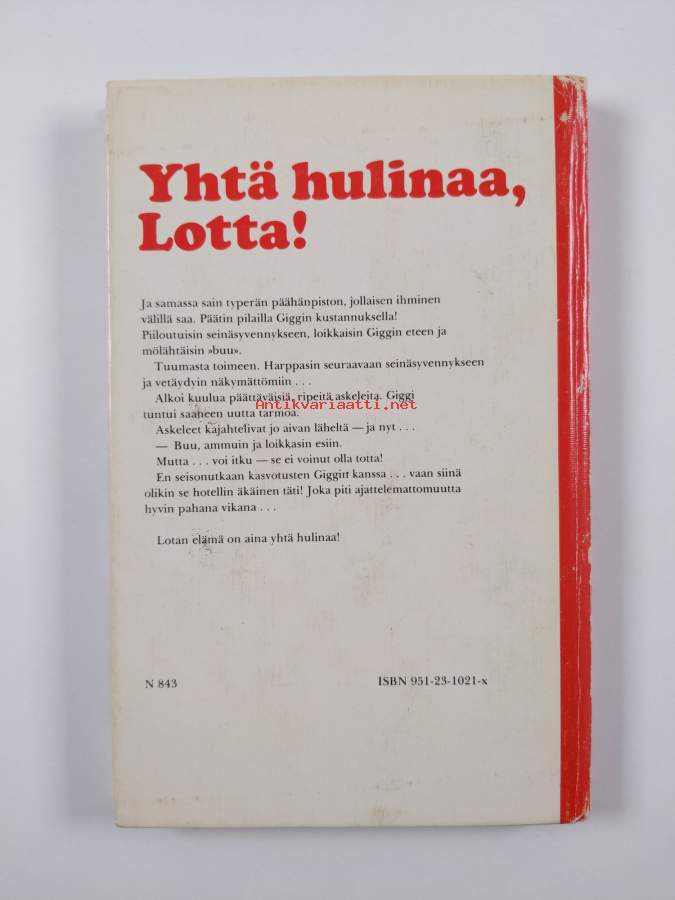 Yhtä hulinaa,
Lotta!
Ja samassa sain typerän päähänpiston, jollaisen ihminen
välillä saa. Päätin pilailla Giggin kustannuksella!
Piiloutuisin seinäsyvennykseen, loikkaisin Giggin eteen ja
mölähtäisin »buu».
Tuumasta toimeen. Harppasin seuraavaan seinäsyvennykseen
ja vetäydyin näkymättömiin . . .
Alkoi kuulua päättäväisiä, ripeitä askeleita. Giggi
Antikvariaatti.net
tuntui saaneen uutta tarmoa.
Askeleet kajahtelivat jo aivan läheltä — ja nyt . . .
— Buu, ammuin ja loikkasin esiin.
Mutta . . . voi itku — se ei voinut olla totta!
En seisonutkaan kasvotusten Giggin kanssa . . . vaan siinä
olikin se hotellin äkäinen täti! Joka piti ajattelemattomuutta
hyvin pahana vikana . . .
Lotan elämä on aina yhtä hulinaa!
N 843
ISBN 951-23-1021-x